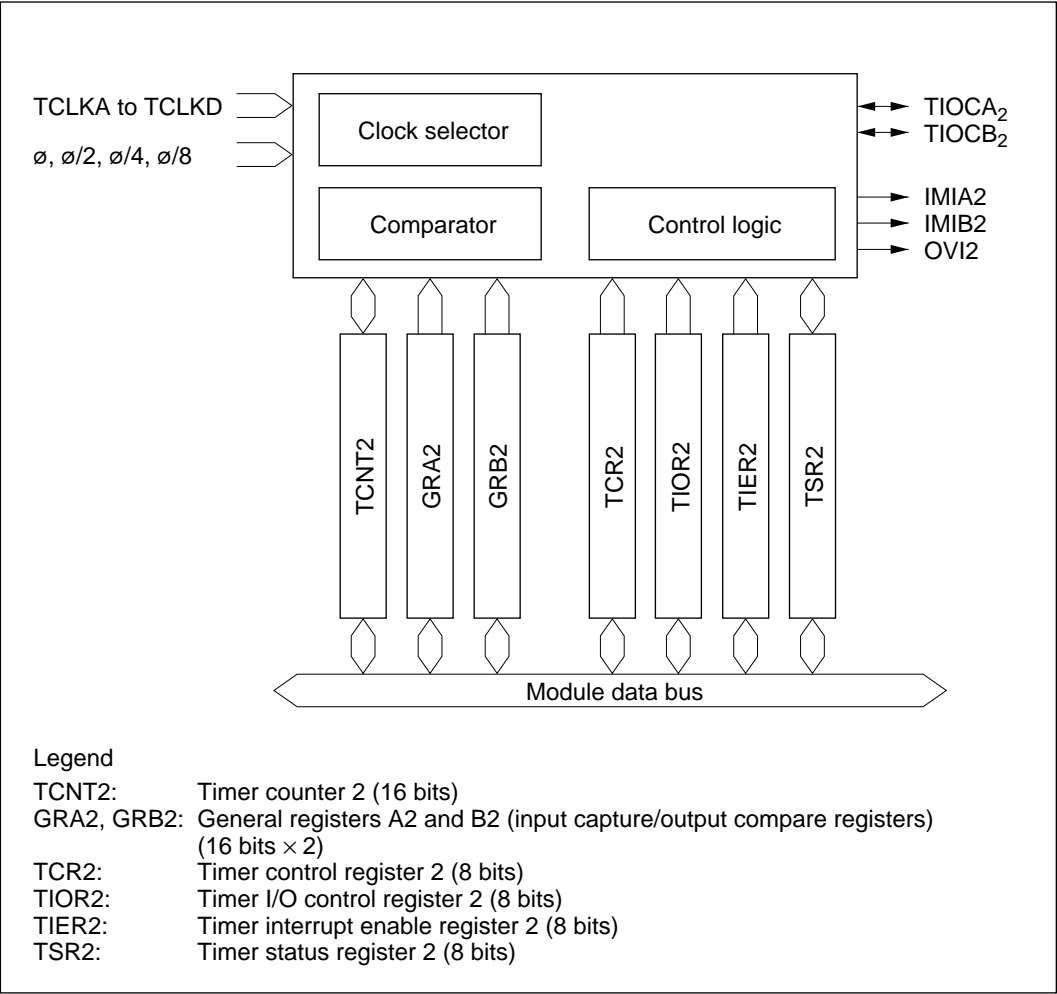 TCLKA to TCLKD
ø, ø/2, ø/4, ø/8
Clock selector
Comparator
Control logic
TIOCA2
TIOCB2
IMIA2
IMIB2
OVI2
TCNT2
GRA2
GRB2
TCR2
TIOR2
TIER2
TSR2
Module data bus
Legend
TCNT2: Timer counter 2 (16 bits)
GRA2, GRB2: General registers A2 and B2 (input capture/output compare registers)
(16 bits × 2)
TCR2: Timer control register 2 (8 bits)
TIOR2: Timer I/O control register 2 (8 bits)
TIER2: Timer interrupt enable register 2 (8 bits)
TSR2: Timer status register 2 (8 bits)